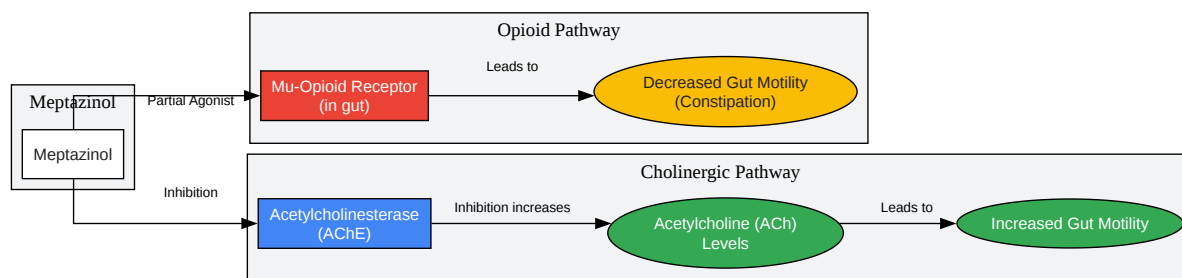 Opioid Pathway
Meptazinol
Meptazinol
Partial Agonist
Mu-Opioid Receptor
(in gut)
Leads to
Decreased Gut Motility
(Constipation)
Cholinergic Pathway
Inhibition
Acetylcholinesterase
(AChE)
Inhibition increases
Acetylcholine (ACh)
Levels
Leads to
Increased Gut Motility